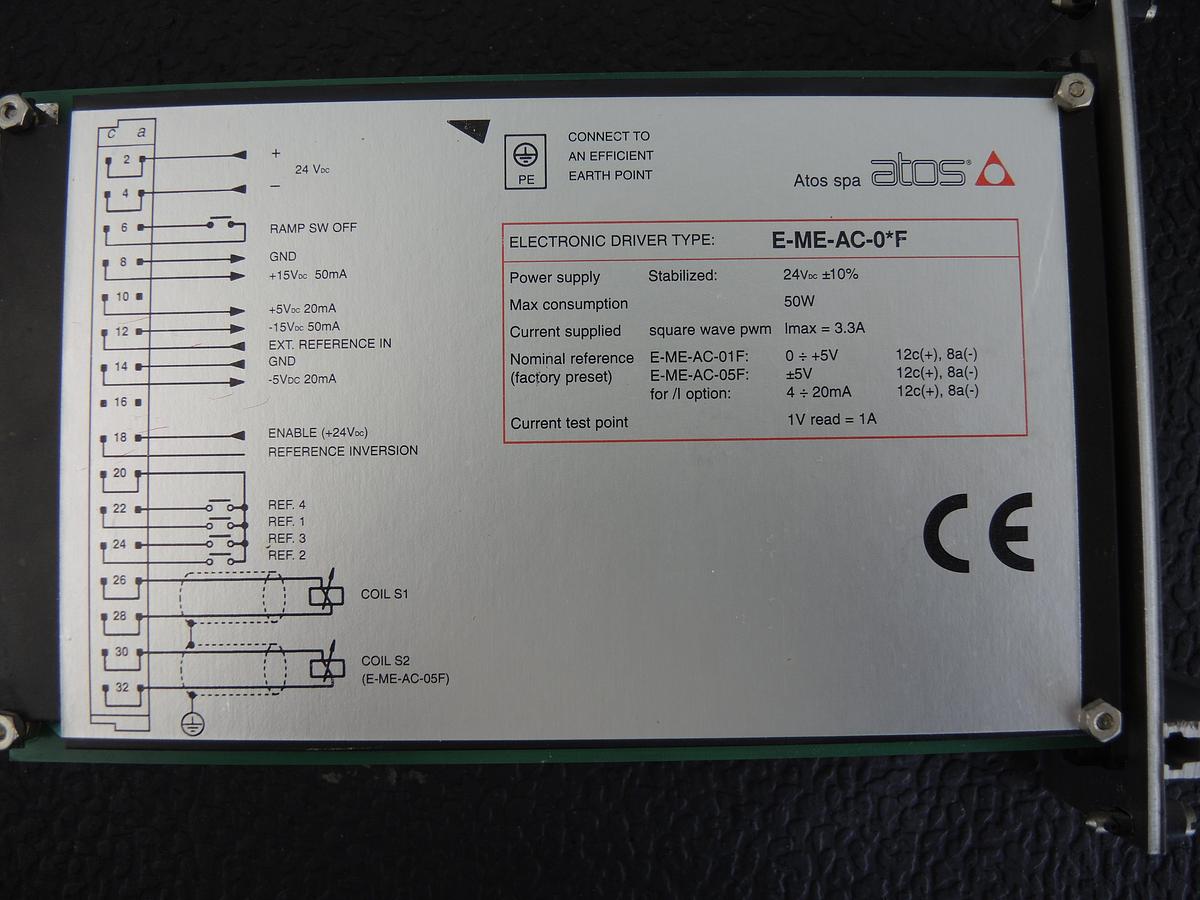 c a
2
+
24 VDC
4
–
6
RAMP SW OFF
8
GND
+15VDC 50mA
10
+5VDC 20mA
12
-15VDC 50mA
EXT. REFERENCE IN
14
GND
-5VDC 20mA
16
18
ENABLE (+24VDC)
REFERENCE INVERSION
20
22
REF. 4
REF. 1
24
REF. 3
REF. 2
26
COIL S1
28
30
COIL S2
(E-ME-AC-05F)
32
PE
CONNECT TO
AN EFFICIENT
EARTH POINT
Atos spa atos®
ELECTRONIC DRIVER TYPE: E-ME-AC-0*F
Power supply Stabilized: 24VDC ±10%
Max consumption 50W
Current supplied square wave pwm Imax = 3.3A
Nominal reference E-ME-AC-01F: 0 ÷ +5V 12c(+), 8a(-)
(factory preset) E-ME-AC-05F: ±5V 12c(+), 8a(-)
for /I option: 4 ÷ 20mA 12c(+), 8a(-)
Current test point 1V read = 1A
CE